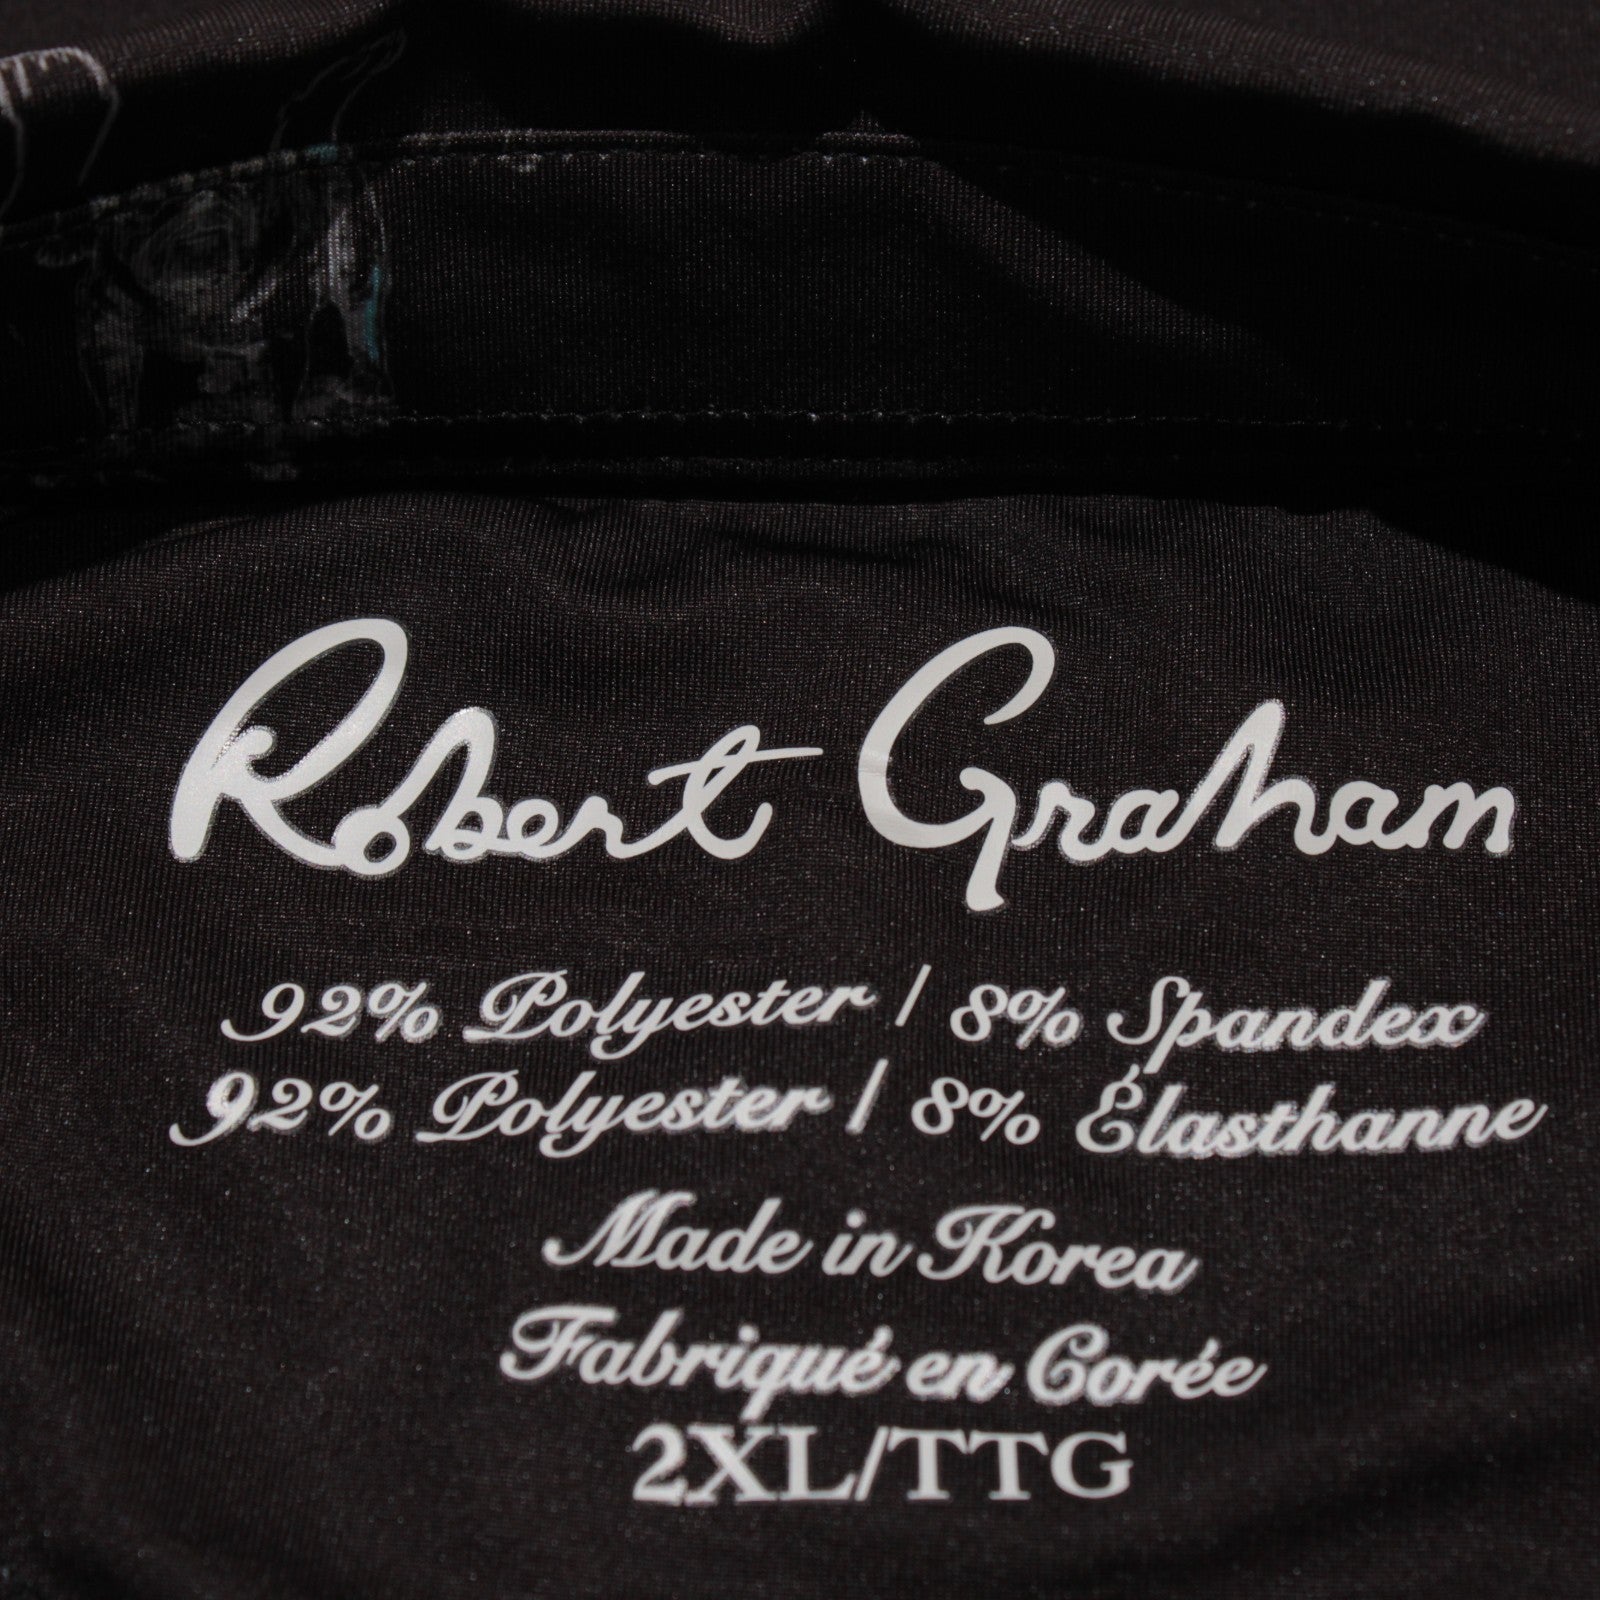 Robert Graham
92% Polyester / 8% Spandex
92% Polyester / 8% Élasthanne
Made in Korea
Fabriqué en Corée
2XL/TTG